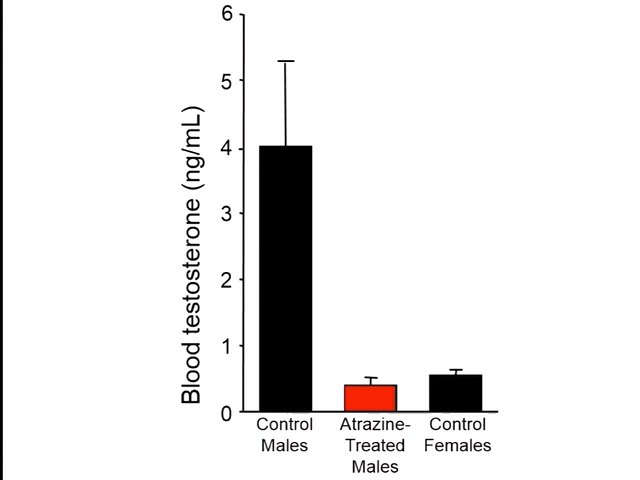 Blood testosterone (ng/mL)
6
5
4
3
2
1
0
Control
Males
Atrazine-
Treated
Males
Control
Females